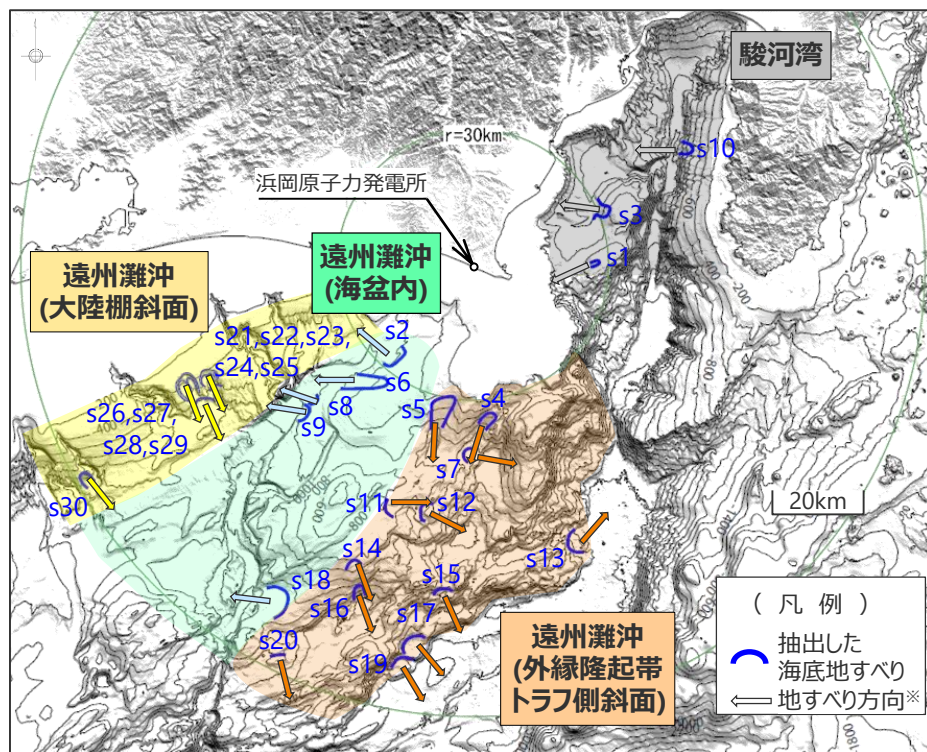 駿河湾
r=30km
s10
浜岡原子力発電所
s3
s1
遠州灘沖
(海盆内)
遠州灘沖
(大陸棚斜面)
s21,s22,s23,
s24,s25
s2
s6
s8
s9
s26,s27,
s28,s29
s5
s4
s7
s30
s11
s12
20km
s13
s14
s18
s15
s16
s17
s20
s19
遠州灘沖
(外縁隆起帯
トラフ側斜面)
( 凡 例 )
抽出した
海底地すべり
地すべり方向※